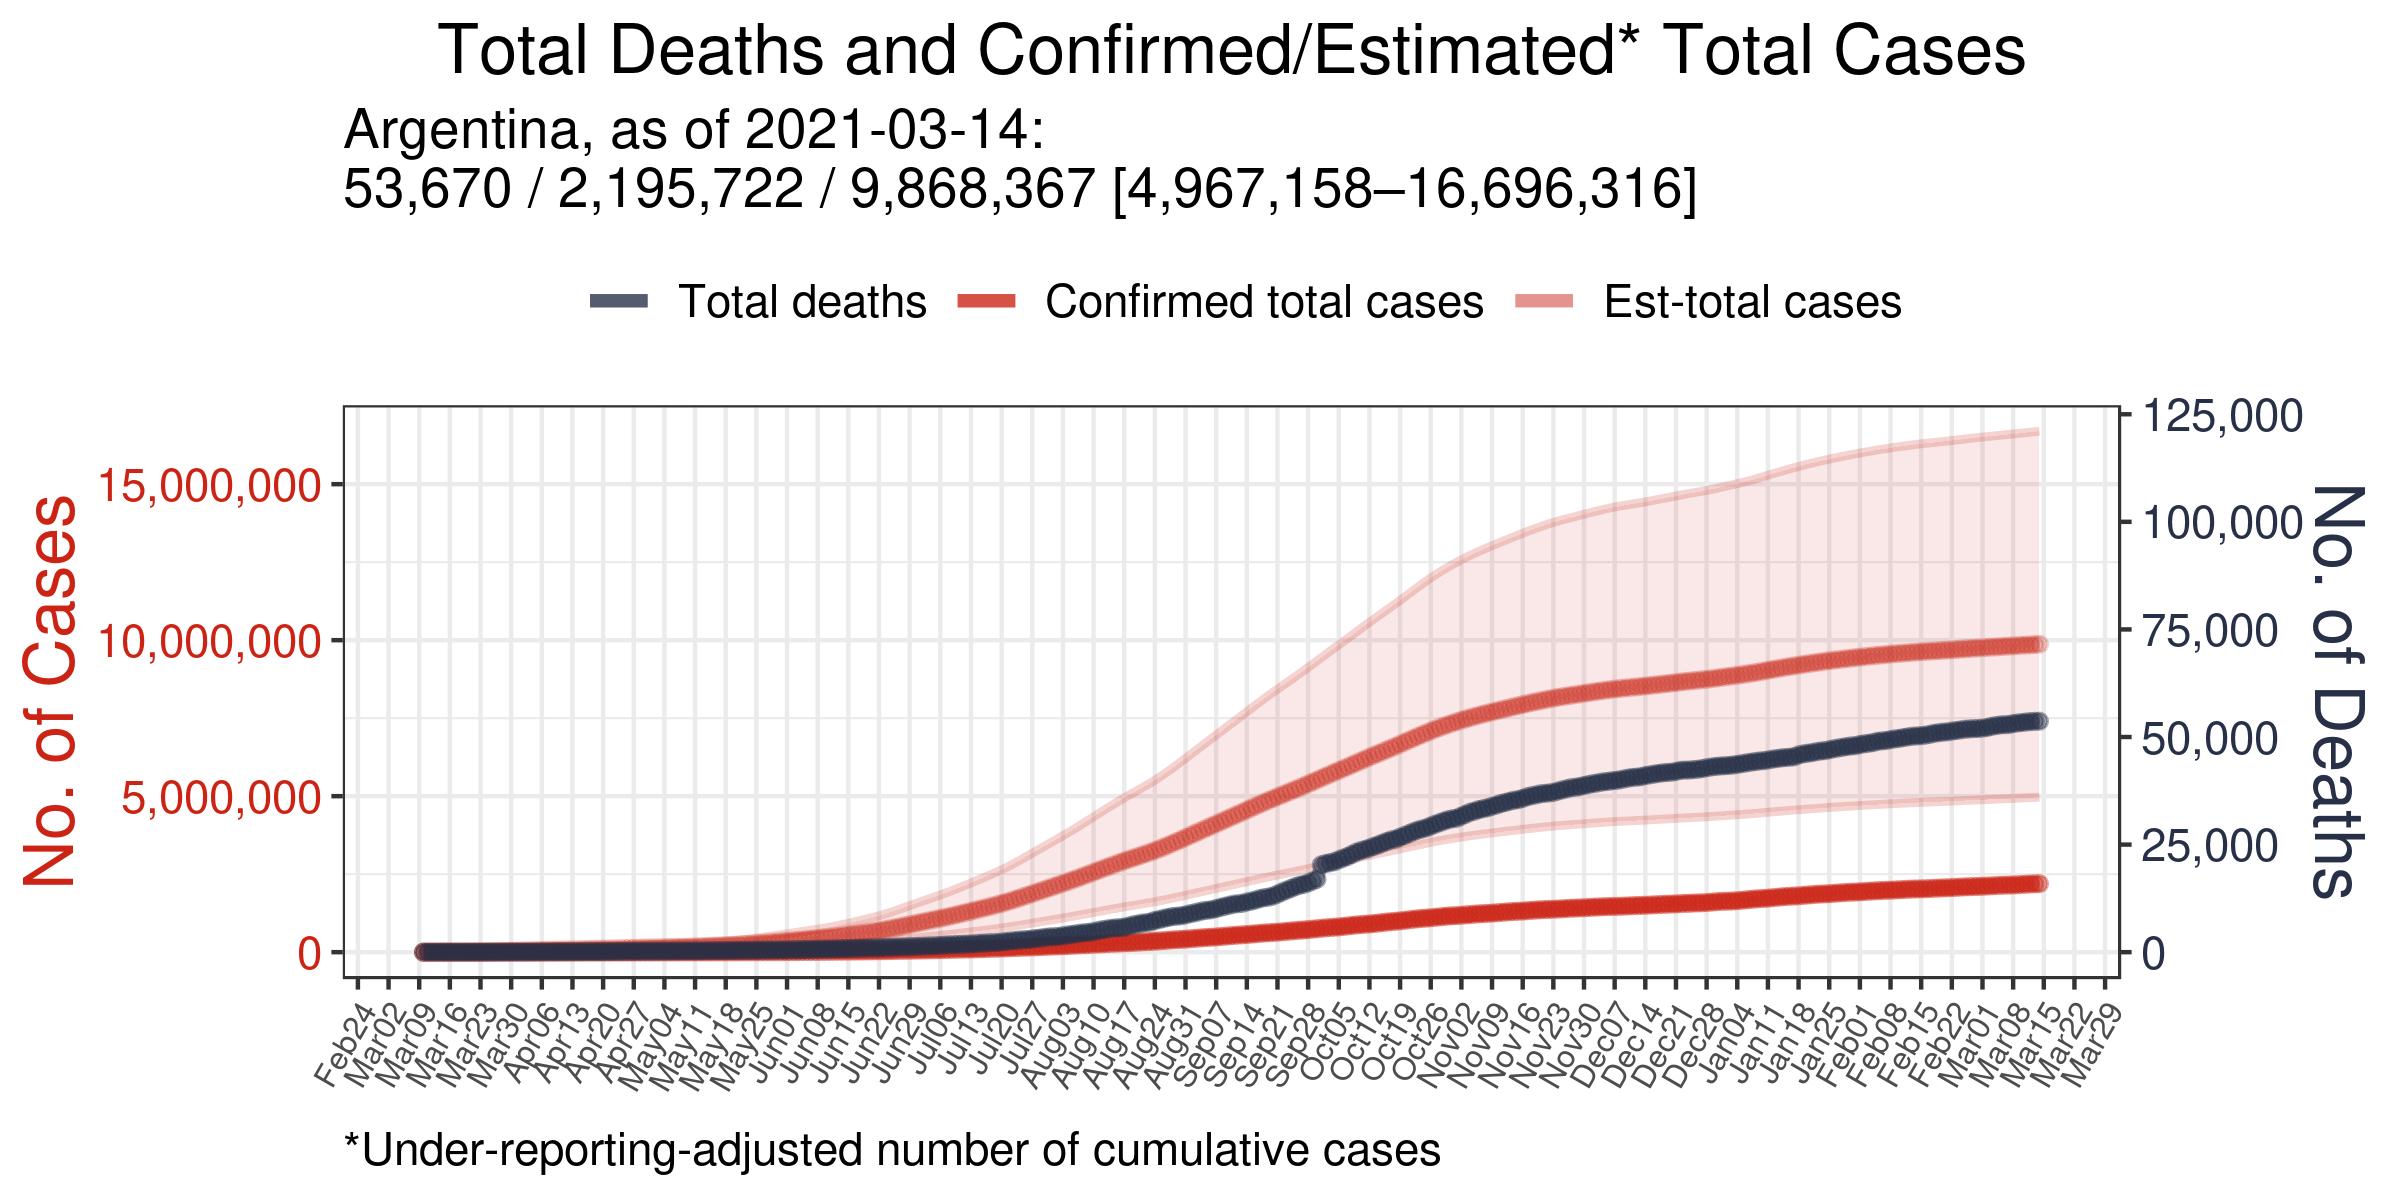 Total Deaths and Confirmed/Estimated* Total Cases
Argentina, as of 2021-03-14:
53,670 / 2,195,722 / 9,868,367 [4,967,158–16,696,316]
Total deaths
Confirmed total cases
Est-total cases
No. of Cases
15,000,000
10,000,000
5,000,000
0
125,000
100,000
75,000
50,000
25,000
0
No. of Deaths
Feb24
Mar02
Mar09
Mar16
Mar23
Mar30
Apr06
Apr13
Apr20
Apr27
May04
May11
May18
May25
Jun01
Jun08
Jun15
Jun22
Jun29
Jul06
Jul13
Jul20
Jul27
Aug03
Aug10
Aug17
Aug24
Aug31
Sep07
Sep14
Sep21
Sep28
Oct05
Oct12
Oct19
Oct26
Nov02
Nov09
Nov16
Nov23
Nov30
Dec07
Dec14
Dec21
Dec28
Jan04
Jan11
Jan18
Jan25
Feb01
Feb08
Feb15
Feb22
Mar01
Mar08
Mar15
Mar22
Mar29
*Under-reporting-adjusted number of cumulative cases